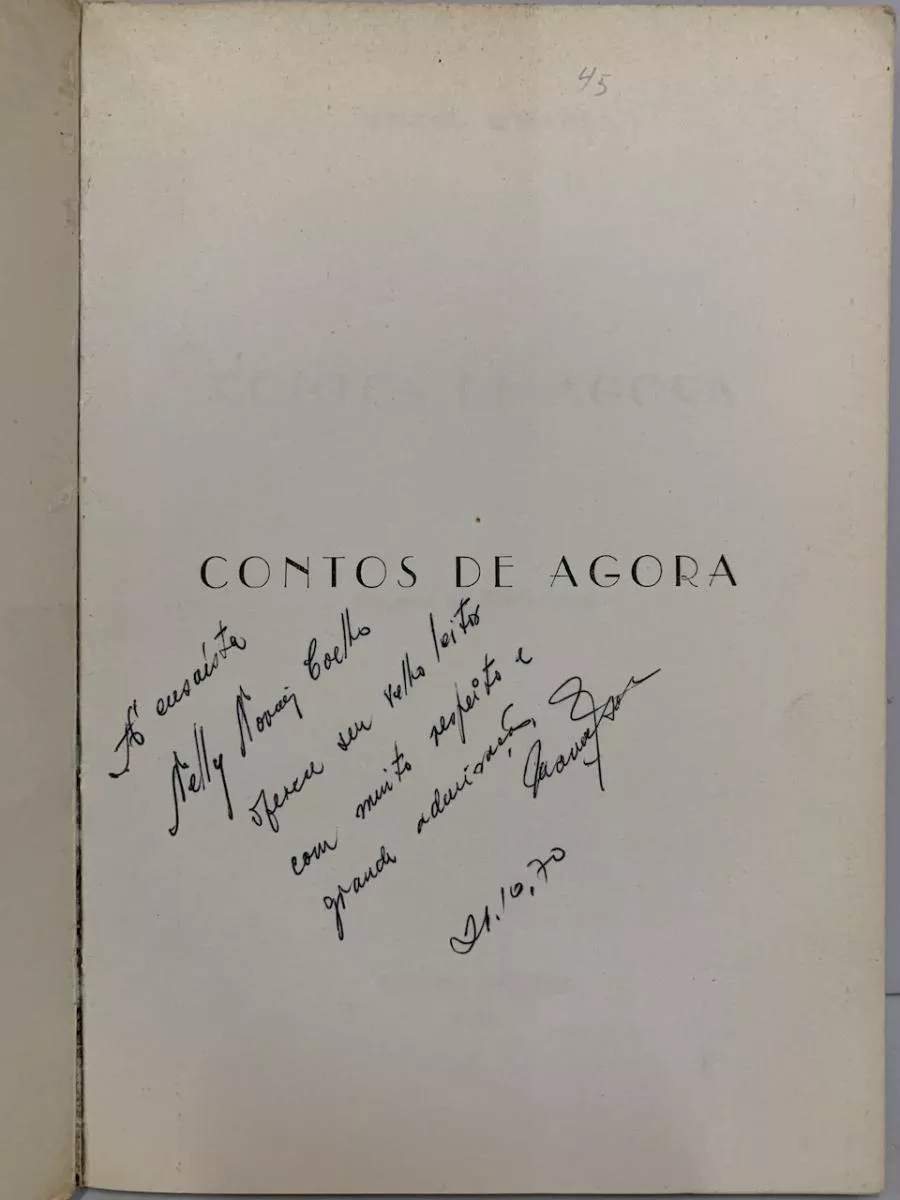 45
CONTOS DE AGORA
À ensaísta
Nelly Novaes Coelho
oferece seu velho leitor
com muito respeito e
grande admiração,
21.10.70